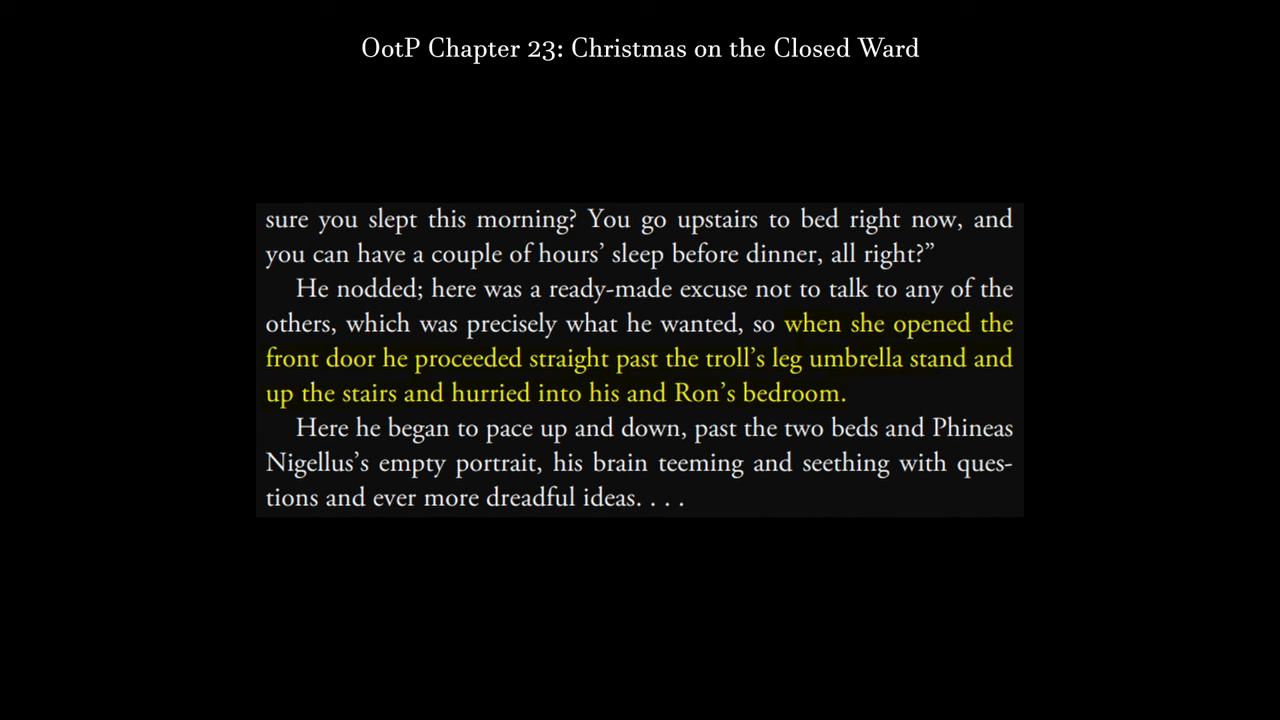 OotP Chapter 23: Christmas on the Closed Ward
sure you slept this morning? You go upstairs to bed right now, and
you can have a couple of hours’ sleep before dinner, all right?”
He nodded; here was a ready-made excuse not to talk to any of the
others, which was precisely what he wanted, so when she opened the
front door he proceeded straight past the troll’s leg umbrella stand and
up the stairs and hurried into his and Ron’s bedroom.
Here he began to pace up and down, past the two beds and Phineas
Nigellus’s empty portrait, his brain teeming and seething with ques-
tions and ever more dreadful ideas. . . .